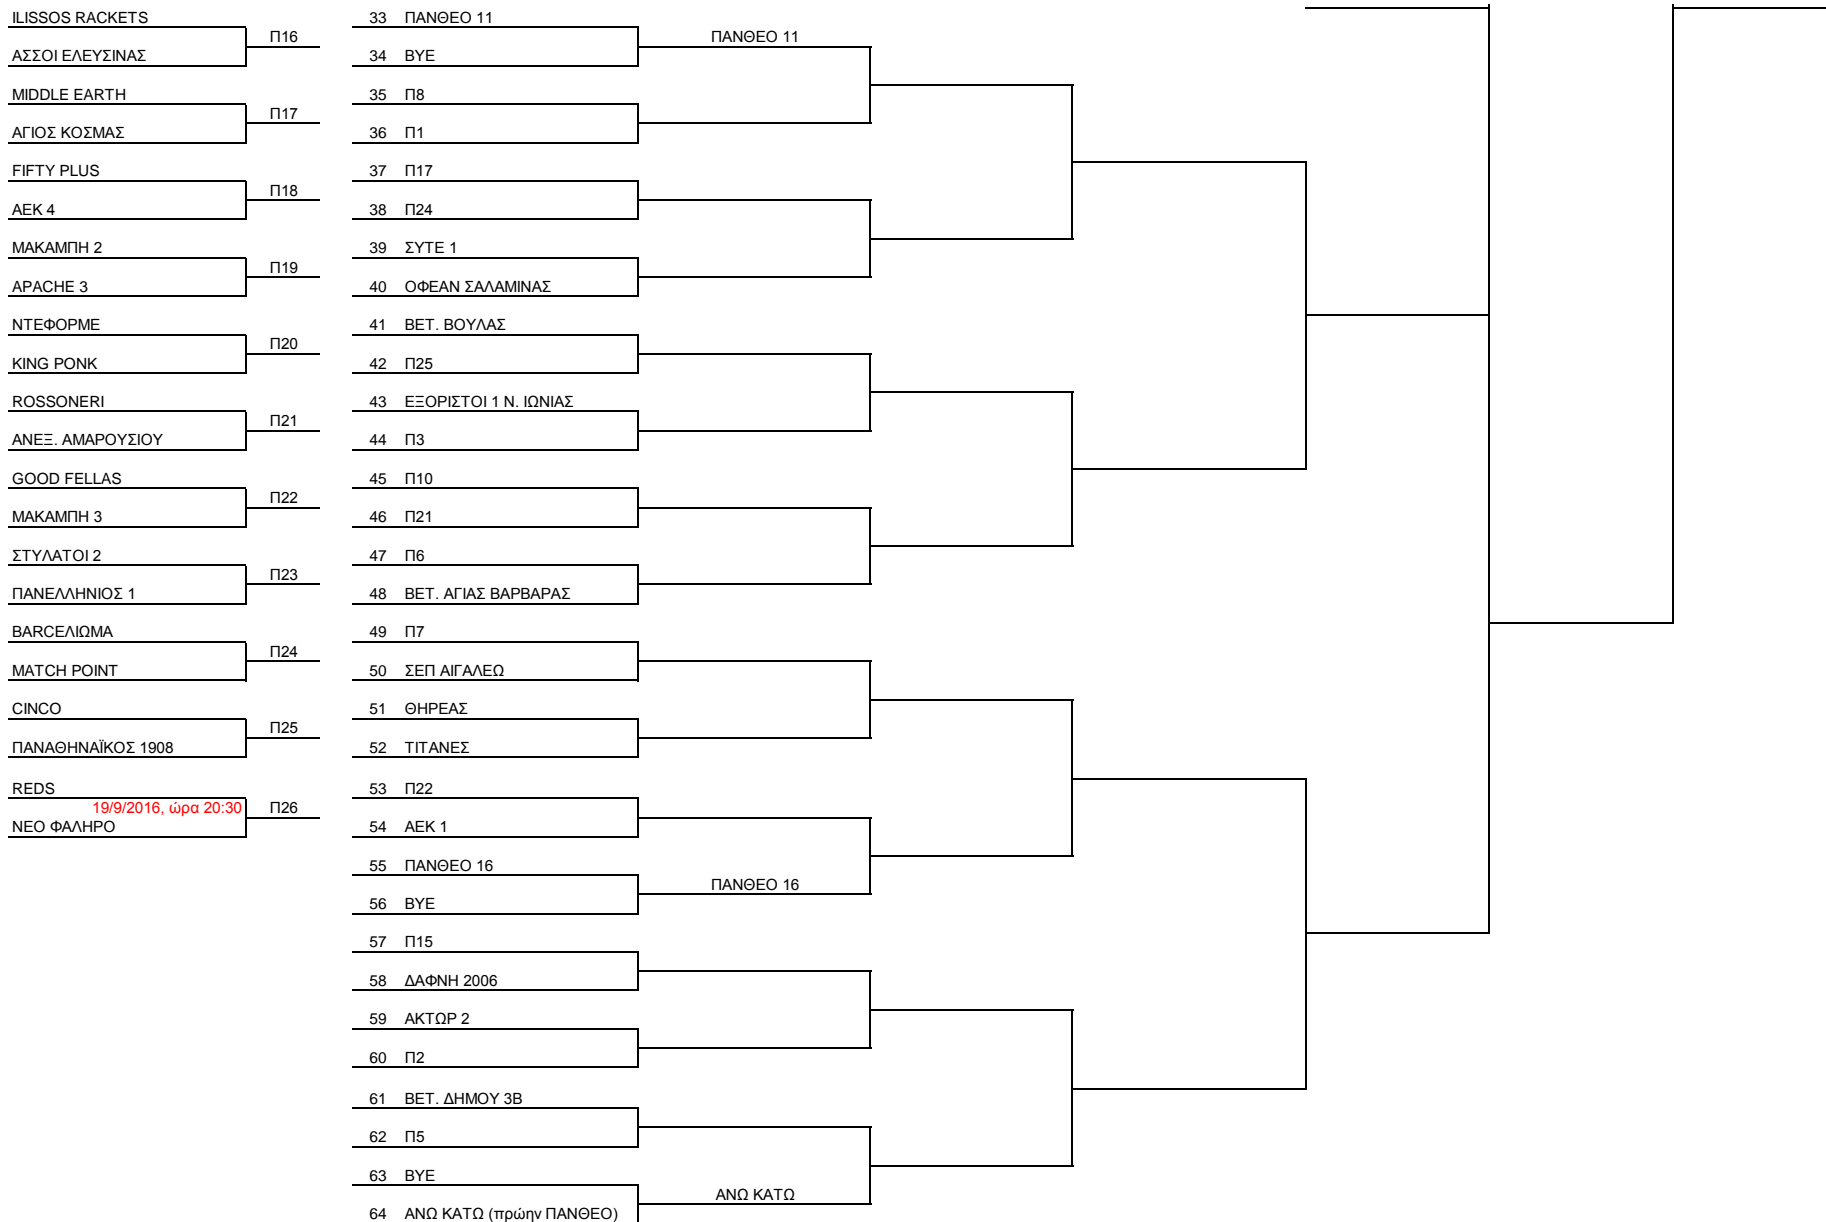 ILISSOS RACKETS
Π16
ΑΣΣΟΙ ΕΛΕΥΣΙΝΑΣ
MIDDLE EARTH
Π17
ΑΓΙΟΣ ΚΟΣΜΑΣ
FIFTY PLUS
Π18
ΑΕΚ 4
ΜΑΚΑΜΠΗ 2
Π19
APACHE 3
ΝΤΕΦΟΡΜΕ
Π20
KING PONK
ROSSONERI
Π21
ΑΝΕΞ. ΑΜΑΡΟΥΣΙΟΥ
GOOD FELLAS
Π22
ΜΑΚΑΜΠΗ 3
ΣΤΥΛΑΤΟΙ 2
Π23
ΠΑΝΕΛΛΗΝΙΟΣ 1
BARCEΛΙΩΜΑ
Π24
MATCH POINT
CINCO
Π25
ΠΑΝΑΘΗΝΑΪΚΟΣ 1908
REDS
19/9/2016, ώρα 20:30
Π26
ΝΕΟ ΦΑΛΗΡΟ
33 ΠΑΝΘΕΟ 11
34 BYE
35 Π8
36 Π1
37 Π17
38 Π24
39 ΣΥΤΕ 1
40 ΟΦΕΑΝ ΣΑΛΑΜΙΝΑΣ
41 ΒΕΤ. ΒΟΥΛΑΣ
42 Π25
43 ΕΞΟΡΙΣΤΟΙ 1 Ν. ΙΩΝΙΑΣ
44 Π3
45 Π10
46 Π21
47 Π6
48 ΒΕΤ. ΑΓΙΑΣ ΒΑΡΒΑΡΑΣ
49 Π7
50 ΣΕΠ ΑΙΓΑΛΕΩ
51 ΘΗΡΕΑΣ
52 ΤΙΤΑΝΕΣ
53 Π22
54 ΑΕΚ 1
55 ΠΑΝΘΕΟ 16
56 BYE
57 Π15
58 ΔΑΦΝΗ 2006
59 ΑΚΤΩΡ 2
60 Π2
61 ΒΕΤ. ΔΗΜΟΥ 3Β
62 Π5
63 BYE
64 ΑΝΩ ΚΑΤΩ (πρώην ΠΑΝΘΕΟ)
ΠΑΝΘΕΟ 11
ΠΑΝΘΕΟ 16
ΑΝΩ ΚΑΤΩ